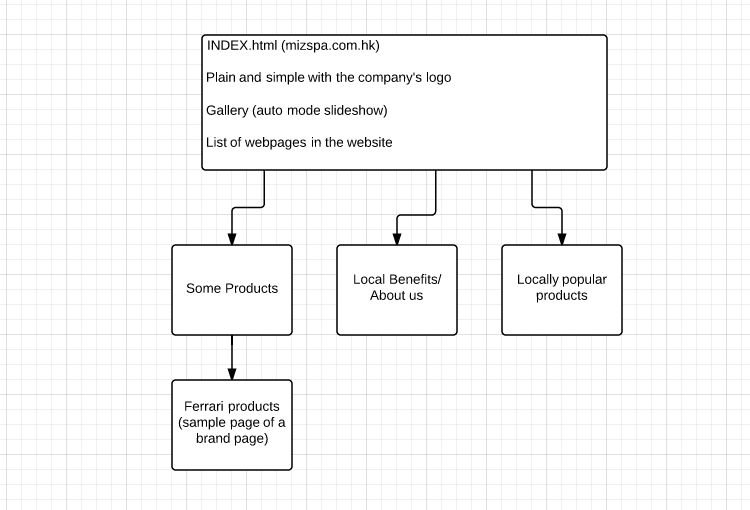 INDEX.html (mizspa.com.hk)
Plain and simple with the company's logo
Gallery (auto mode slideshow)
List of webpages in the website
Some Products
Local Benefits/
About us
Locally popular
products
Ferrari products
(sample page of a
brand page)